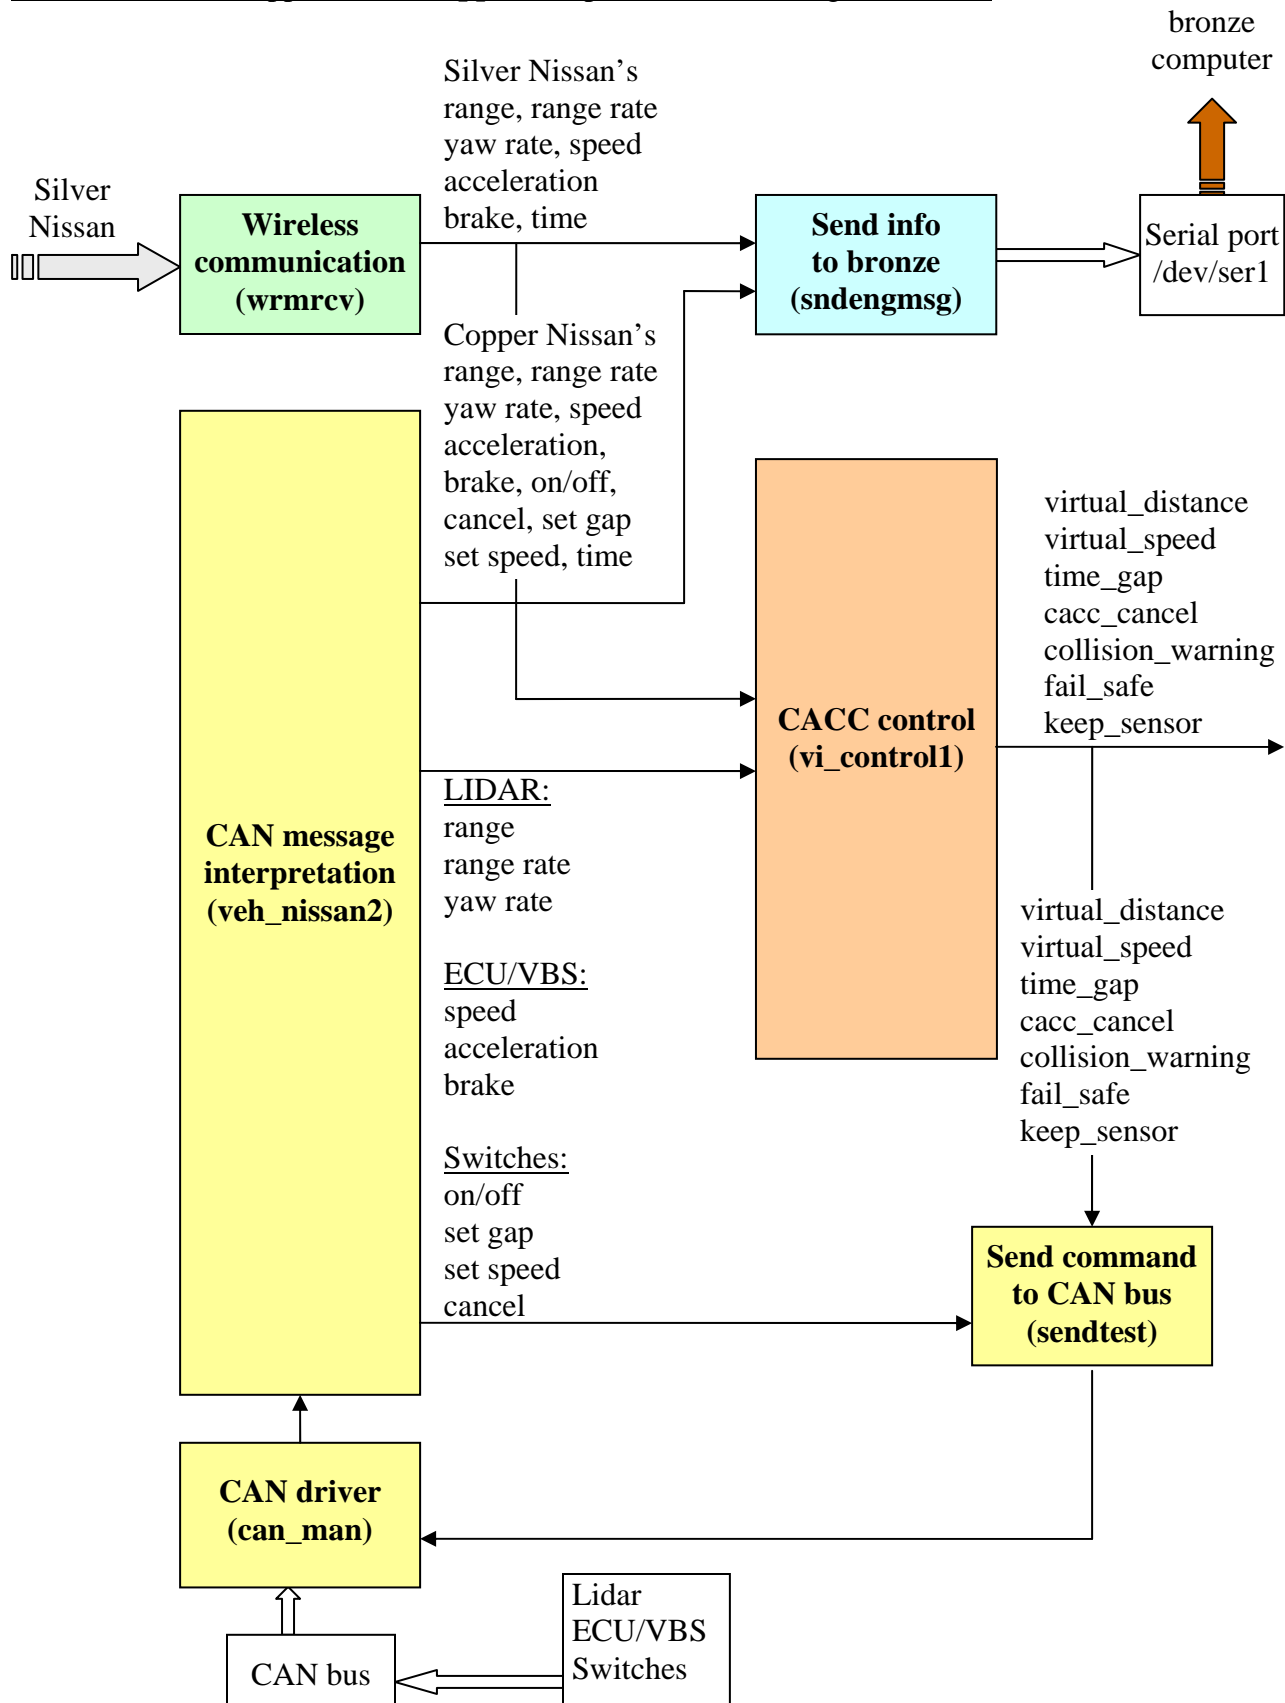 bronze
computer
Silver Nissan’s
range, range rate
yaw rate, speed
acceleration
brake, time
Silver
Nissan
Wireless
communication
(wrmrcv)
Send info
to bronze
(sndengmsg)
Serial port
/dev/ser1
Copper Nissan’s
range, range rate
yaw rate, speed
acceleration,
brake, on/off,
cancel, set gap
set speed, time
CAN message
interpretation
(veh_nissan2)
CACC control
(vi_control1)
virtual_distance
virtual_speed
time_gap
cacc_cancel
collision_warning
fail_safe
keep_sensor
LIDAR:
range
range rate
yaw rate
ECU/VBS:
speed
acceleration
brake
Switches:
on/off
set gap
set speed
cancel
virtual_distance
virtual_speed
time_gap
cacc_cancel
collision_warning
fail_safe
keep_sensor
Send command
to CAN bus
(sendtest)
CAN driver
(can_man)
CAN bus
Lidar
ECU/VBS
Switches